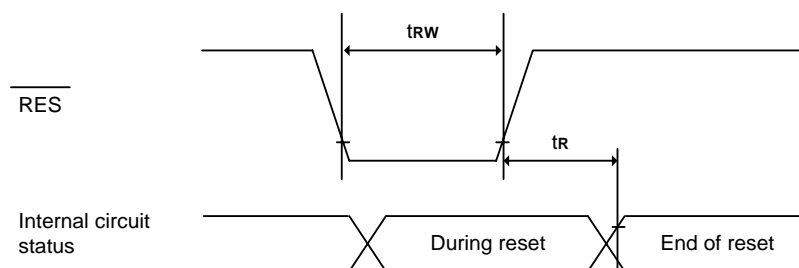 tRW
RES
tR
Internal circuit
status
During reset
End of reset